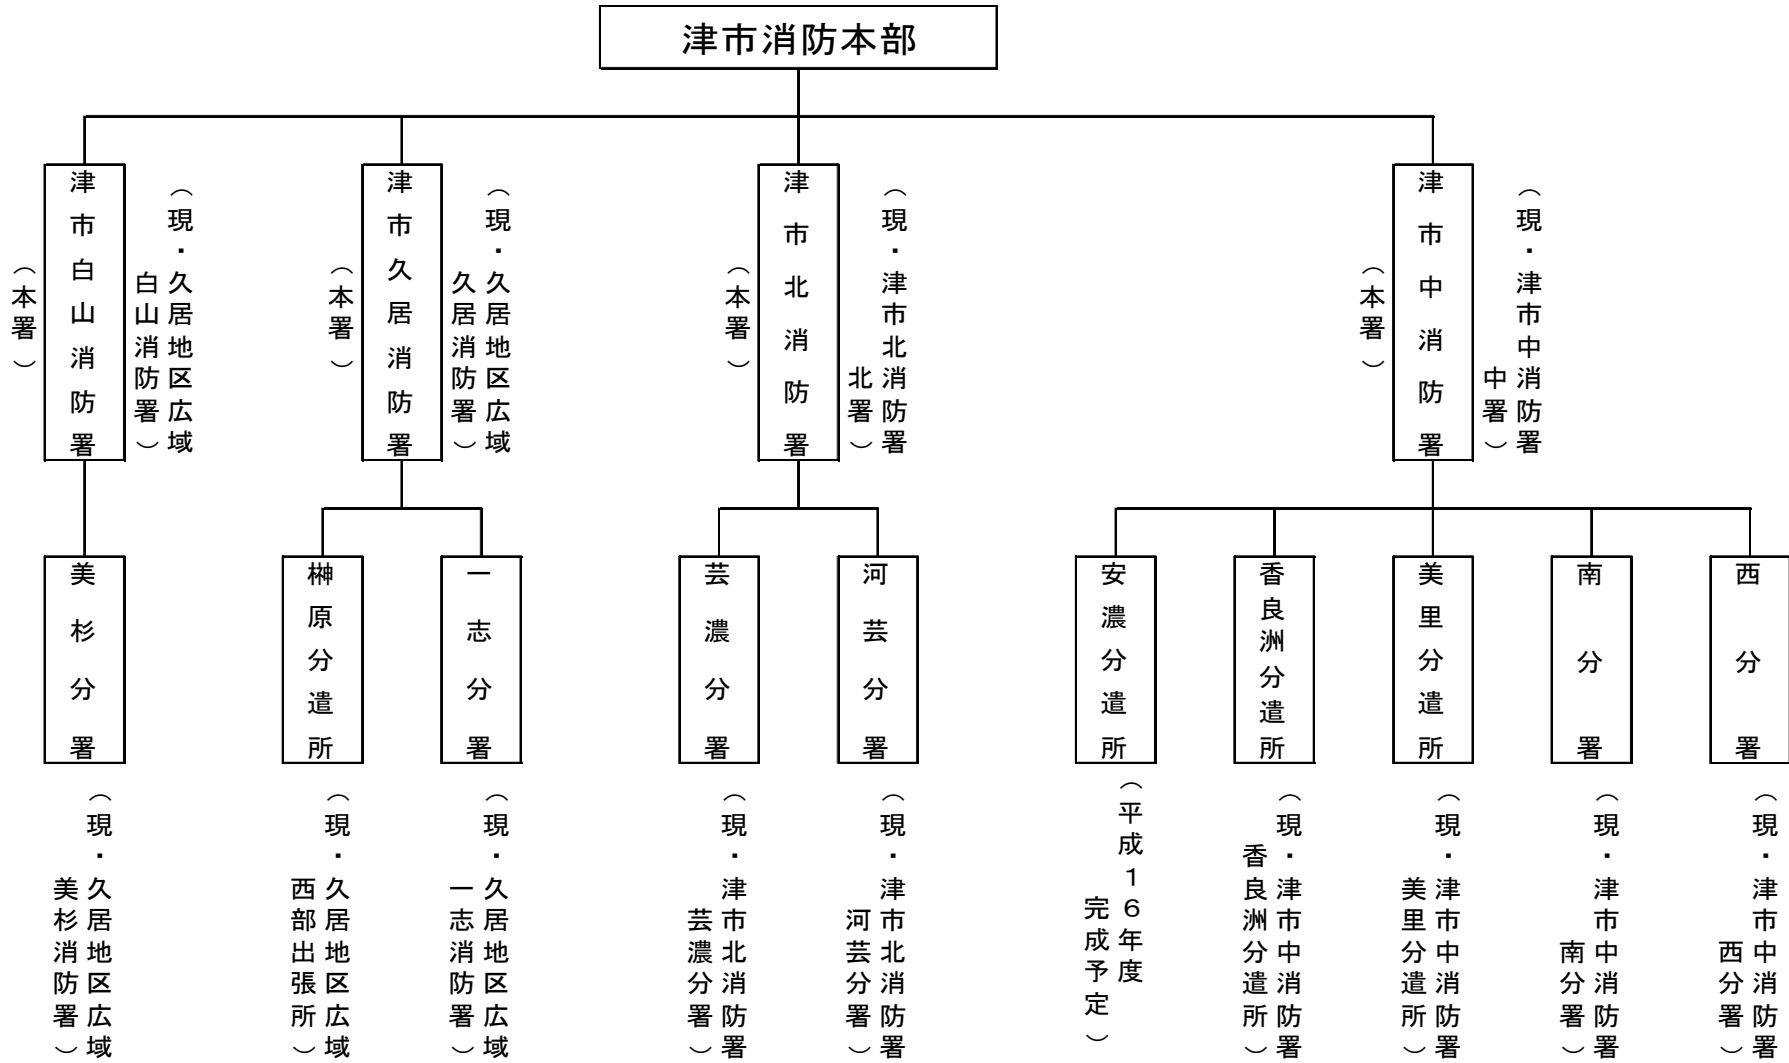 津市消防本部
津市中消防署
（現・津市中消防署
中署）
（本署）
津市北消防署
（現・津市北消防署
北署）
（本署）
津市久居消防署
（現・久居地区広域
久居消防署）
（本署）
津市白山消防署
（現・久居地区広域
白山消防署）
（本署）
西分署
（現・津市中消防署
西分署）
南分署
（現・津市中消防署
南分署）
美里分遣所
（現・津市中消防署
美里分遣所）
香良洲分遣所
（現・津市中消防署
香良洲分遣所）
安濃分遣所
（平成１６年度
完成予定）
河芸分署
（現・津市北消防署
河芸分署）
芸濃分署
（現・津市北消防署
芸濃分署）
一志分署
（現・久居地区広域
一志消防署）
榊原分遣所
（現・久居地区広域
西部出張所）
美杉分署
（現・久居地区広域
美杉消防署）